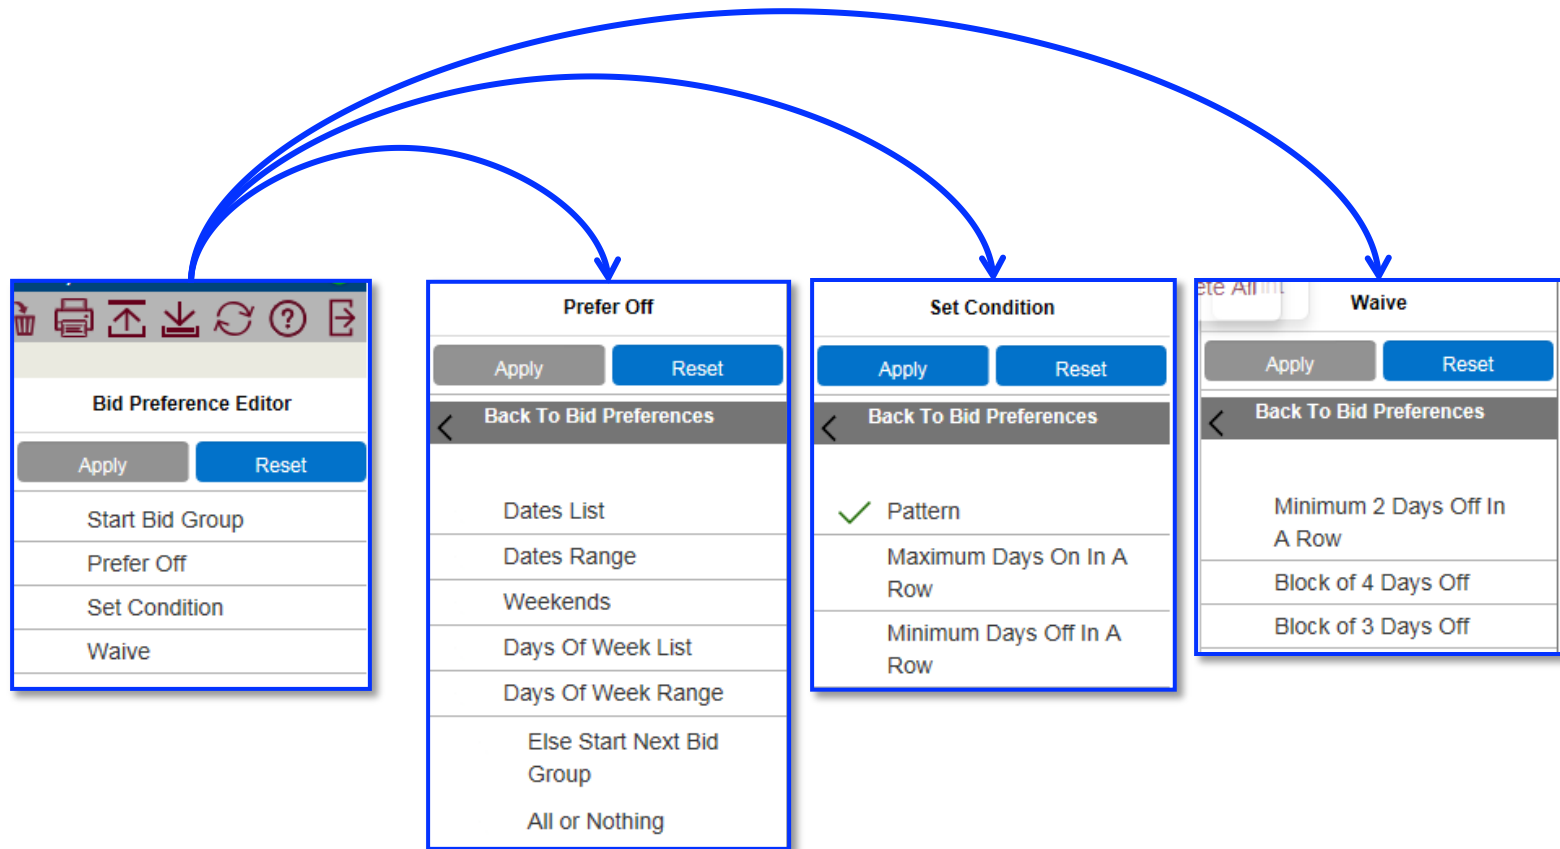 Bid Preference Editor
Apply Reset
Start Bid Group
Prefer Off
Set Condition
Waive
Prefer Off
Apply Reset
Back To Bid Preferences
Dates List
Dates Range
Weekends
Days Of Week List
Days Of Week Range
Else Start Next Bid
Group
All or Nothing
Set Condition
Apply Reset
Back To Bid Preferences
Pattern
Maximum Days On In A
Row
Minimum Days Off In A
Row
ete All
Waive
Apply Reset
Back To Bid Preferences
Minimum 2 Days Off In
A Row
Block of 4 Days Off
Block of 3 Days Off